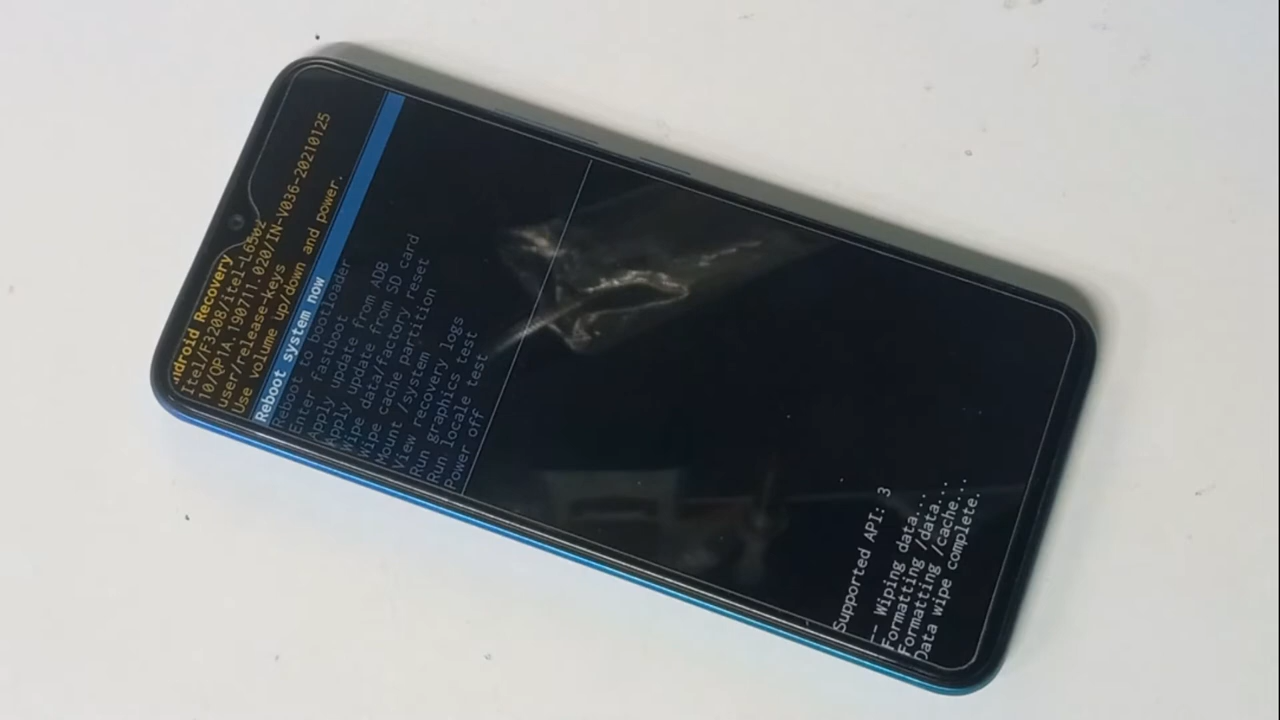 Android Recovery
Itel/F3208/itel-L6502
10/QP1A.190711.020/IN-V036-20210125
user/release-keys
Use volume up/down and power.
Reboot system now
Reboot to bootloader
Enter fastboot
Apply update from ADB
Apply update from SD card
Wipe data/factory reset
Wipe cache partition
Mount /system
View recovery logs
Run graphics test
Run locale test
Power off
Supported API: 3
-- Wiping data...
Formatting /data...
Formatting /cache...
Data wipe complete.